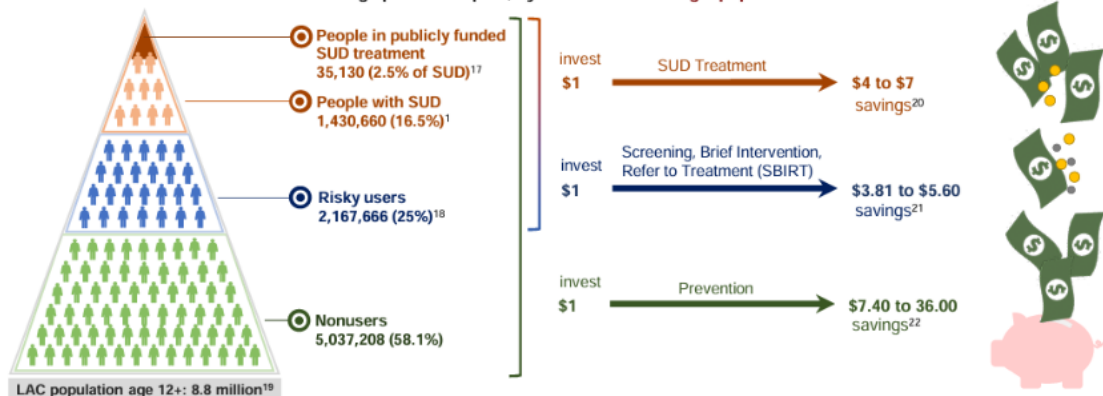 People in publicly funded
SUD treatment
35,130 (2.5% of SUD)17
People with SUD
1,430,660 (16.5%)1
Risky users
2,167,666 (25%)18
Nonusers
5,037,208 (58.1%)
LAC population age 12+: 8.8 million19
invest
$1
SUD Treatment
$4 to $7
savings20
invest
$1
Screening, Brief Intervention,
Refer to Treatment (SBIRT)
$3.81 to $5.60
savings21
invest
$1
Prevention
$7.40 to 36.00
savings22
$
$
$
$
$
$
$